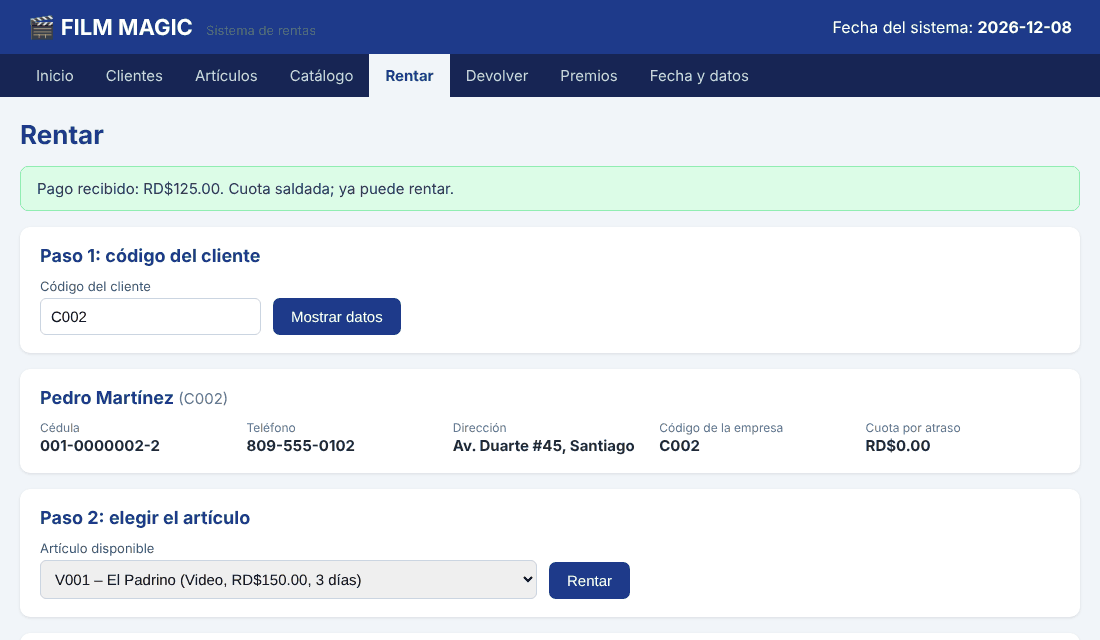 FILM MAGIC Sistema de rentas
Fecha del sistema: 2026-12-08
Inicio Clientes Artículos Catálogo Rentar Devolver Premios Fecha y datos
Rentar
Pago recibido: RD$125.00. Cuota saldada; ya puede rentar.
Paso 1: código del cliente
Código del cliente
C002 Mostrar datos
Pedro Martínez (C002)
Cédula Teléfono Dirección Código de la empresa Cuota por atraso
001-0000002-2 809-555-0102 Av. Duarte #45, Santiago C002 RD$0.00
Paso 2: elegir el artículo
Artículo disponible
V001 – El Padrino (Video, RD$150.00, 3 días) Rentar